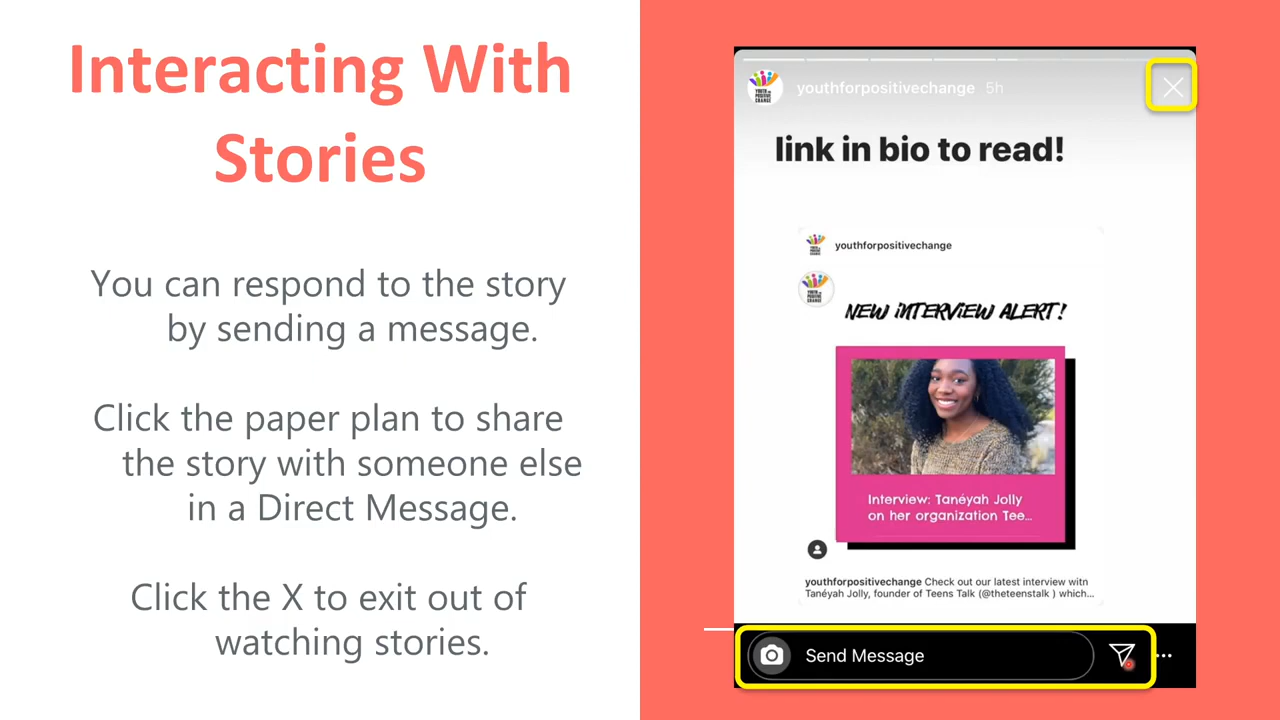 Interacting With
Stories
You can respond to the story
by sending a message.
Click the paper plan to share
the story with someone else
in a Direct Message.
Click the X to exit out of
watching stories.
youthforpositivechange 5h
link in bio to read!
youthforpositivechange
NEW INTERVIEW ALERT!
Interview: Tanéyah Jolly
on her organization Tee...
youthforpositivechange Check out our latest interview with
Tanéyah Jolly, founder of Teens Talk (@theteenstalk ) which...
Send Message